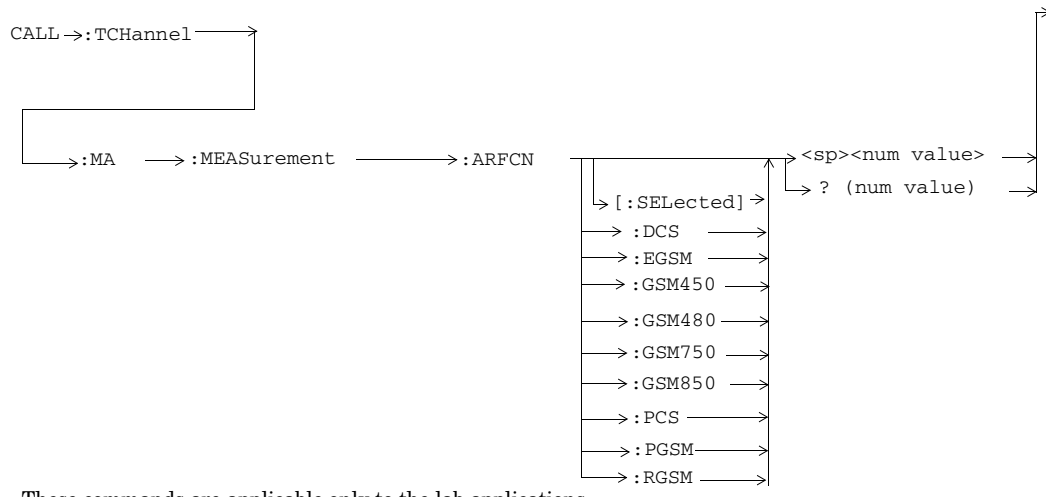 CALL :TCHannel
:MA :MEASurement :ARFCN <sp><num value>
? (num value)
[:SELected]
:DCS
:EGSM
:GSM450
:GSM480
:GSM750
:GSM850
:PCS
:PGSM
:RGSM
These commands are applicable only to the lab applications